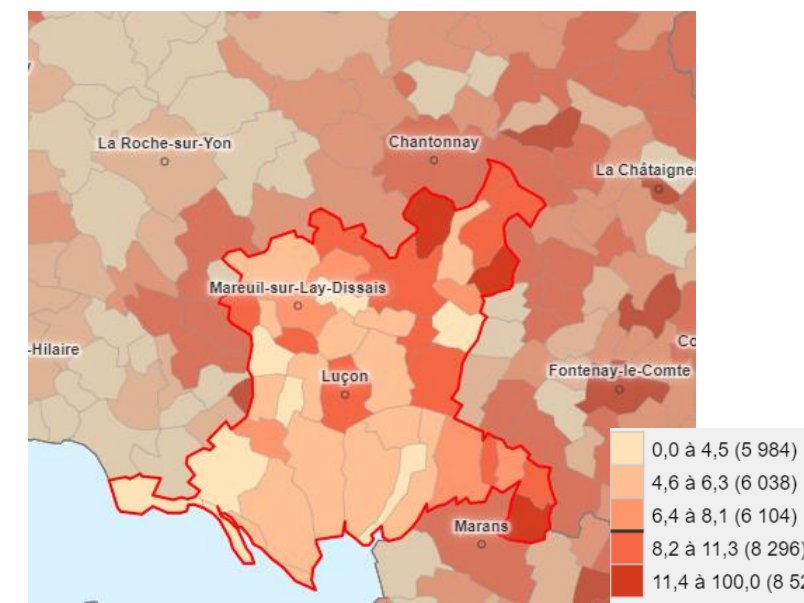 La Roche-sur-Yon
Chantonnay
La Châtaigne
Mareuil-sur-Lay-Dissais
-Hilaire
Co
Fontenay-le-Comte
Luçon
0,0 à 4,5 (5 984)
4,6 à 6,3 (6 038)
6,4 à 8,1 (6 104)
Marans
8,2 à 11,3 (8 296)
11,4 à 100,0 (8 52